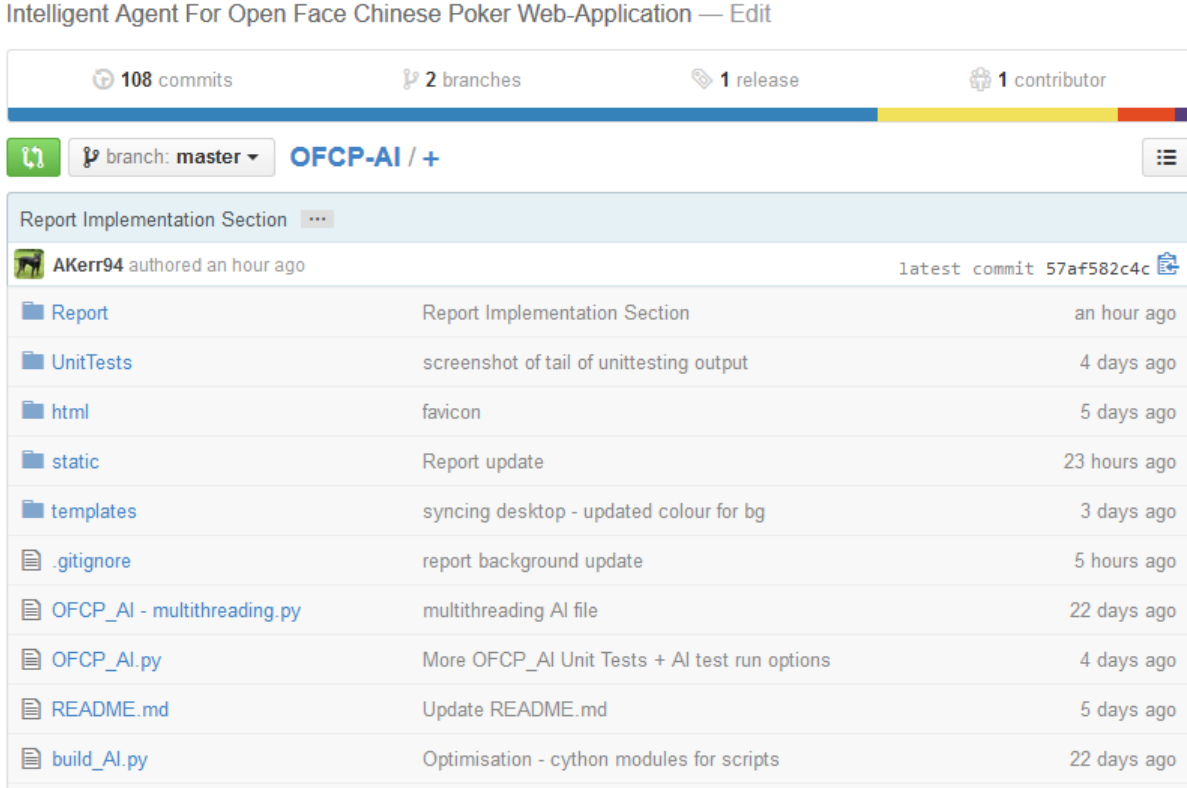 Intelligent Agent For Open Face Chinese Poker Web-Application — Edit
108 commits 2 branches 1 release 1 contributor
branch: master OFCP-AI / +
Report Implementation Section ...
AKerr94 authored an hour ago latest commit 57af582c4c
Report Report Implementation Section an hour ago
UnitTests screenshot of tail of unittesting output 4 days ago
html favicon 5 days ago
static Report update 23 hours ago
templates syncing desktop - updated colour for bg 3 days ago
.gitignore report background update 5 hours ago
OFCP_AI - multithreading.py multithreading AI file 22 days ago
OFCP_AI.py More OFCP_AI Unit Tests + AI test run options 4 days ago
README.md Update README.md 5 days ago
build_AI.py Optimisation - cython modules for scripts 22 days ago